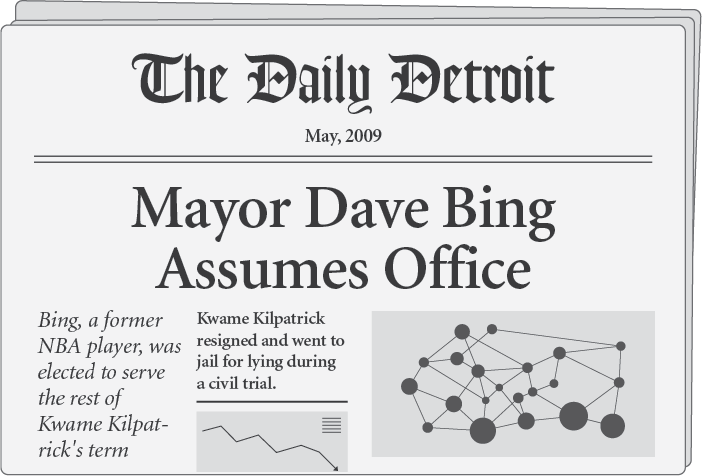 The Daily Detroit
May, 2009
Mayor Dave Bing
Assumes Office
Bing, a former
NBA player, was
elected to serve
the rest of
Kwame Kilpat-
rick's term
Kwame Kilpatrick
resigned and went to
jail for lying during
a civil trial.